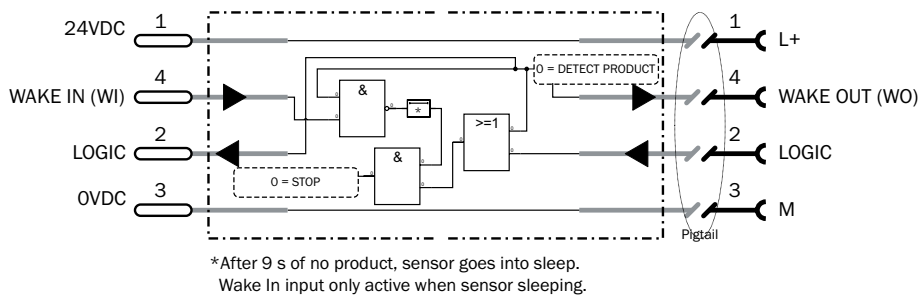 24VDC 1
1 L+
0 = DETECT PRODUCT
WAKE IN (WI) 4
&
*
4 WAKE OUT (WO)
>=1
LOGIC 2
&
2 LOGIC
0 = STOP
0VDC 3
3 M
Pigtail
*After 9 s of no product, sensor goes into sleep.
Wake In input only active when sensor sleeping.